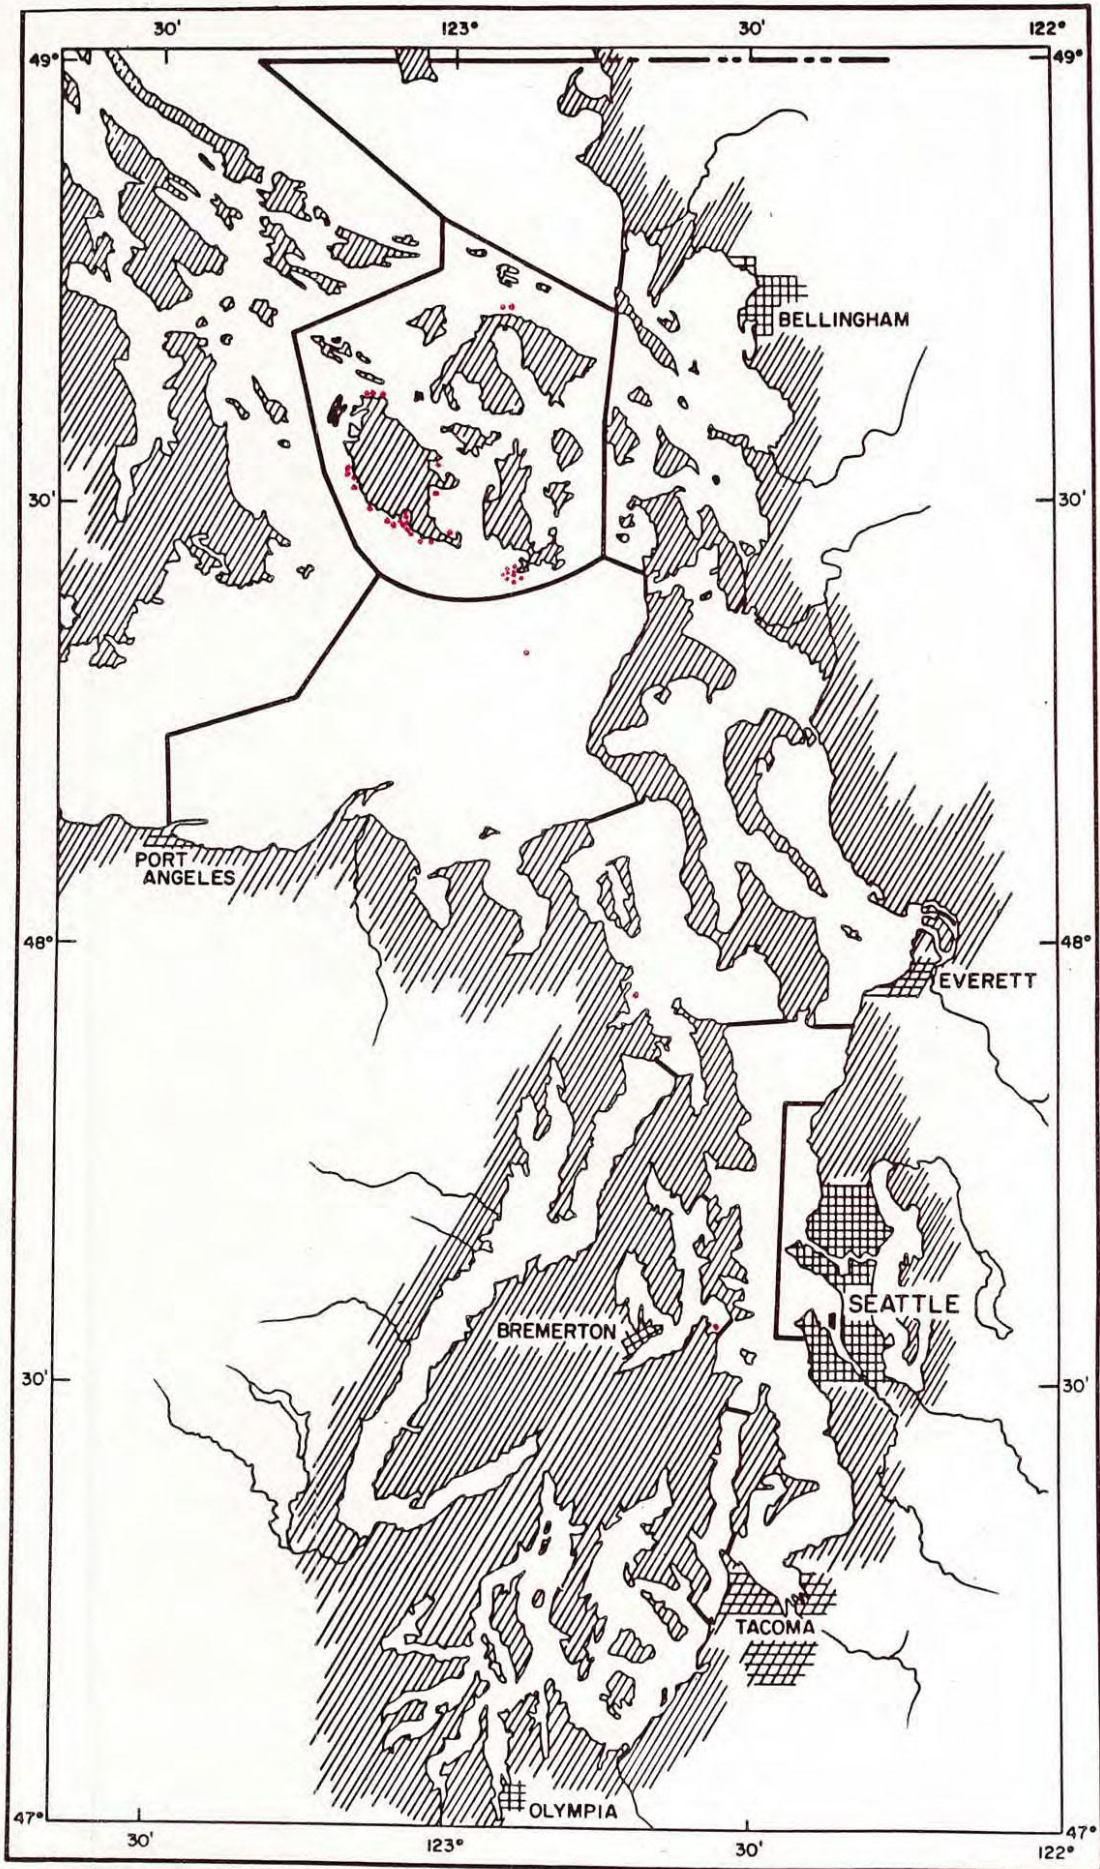 30'
123°
30'
122°
49°
49°
BELLINGHAM
30'
30'
PORT
ANGELES
48°
48°
EVERETT
SEATTLE
BREMERTON
30'
30'
TACOMA
OLYMPIA
47°
47°
30'
123°
30'
122°